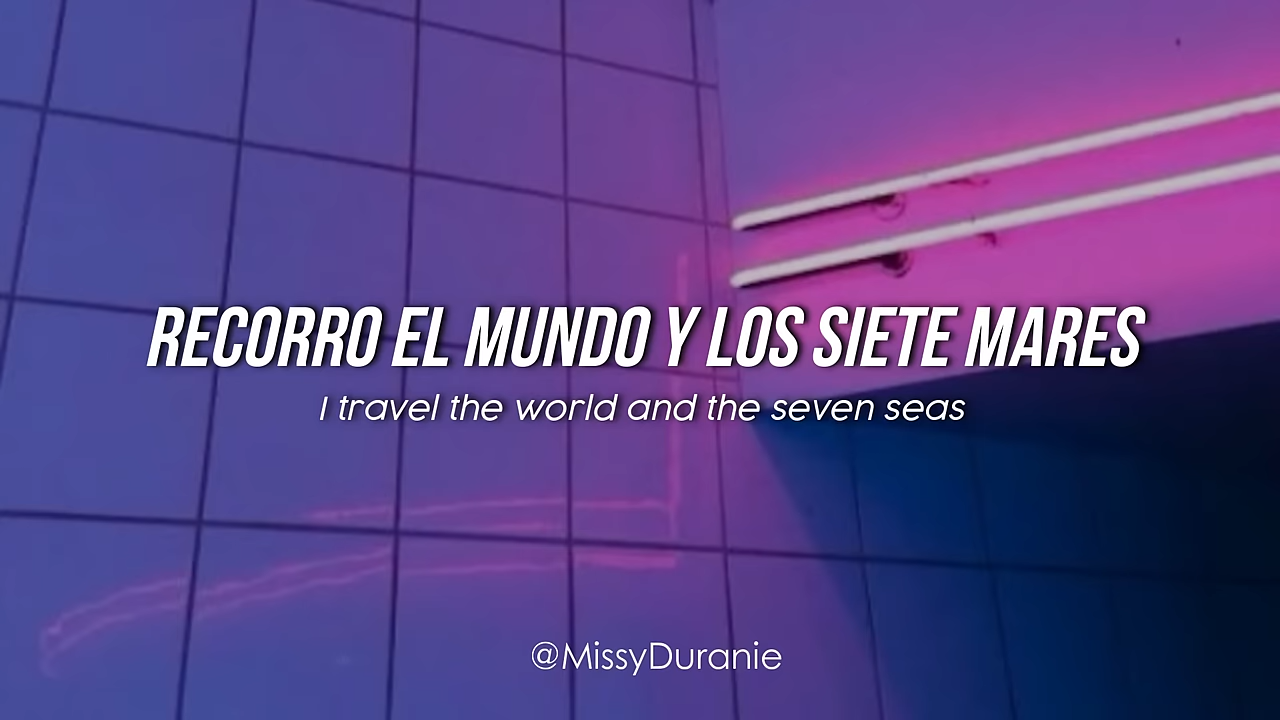 RECORRO EL MUNDO Y LOS SIETE MARES
I travel the world and the seven seas
@MissyDuranie